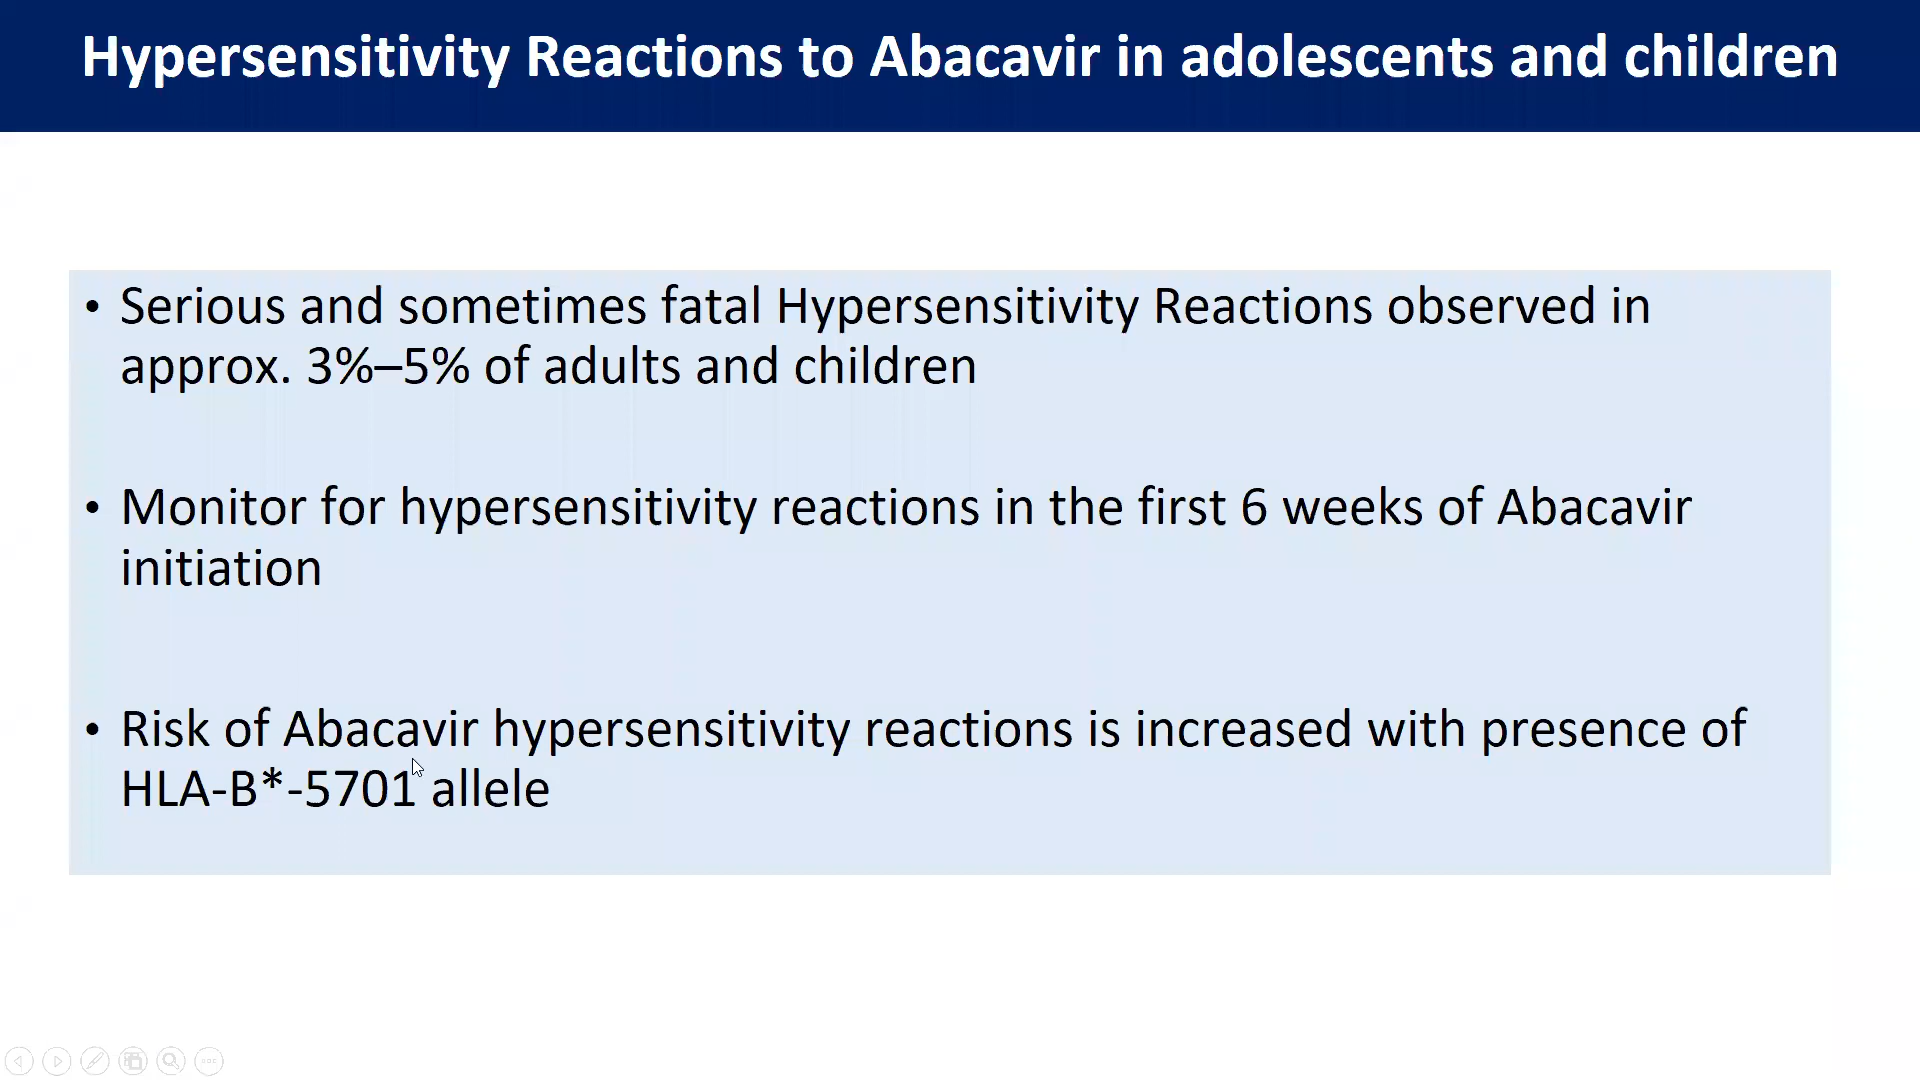 Hypersensitivity Reactions to Abacavir in adolescents and children
• Serious and sometimes fatal Hypersensitivity Reactions observed in
approx. 3%–5% of adults and children
• Monitor for hypersensitivity reactions in the first 6 weeks of Abacavir
initiation
• Risk of Abacavir hypersensitivity reactions is increased with presence of
HLA-B*-5701 allele